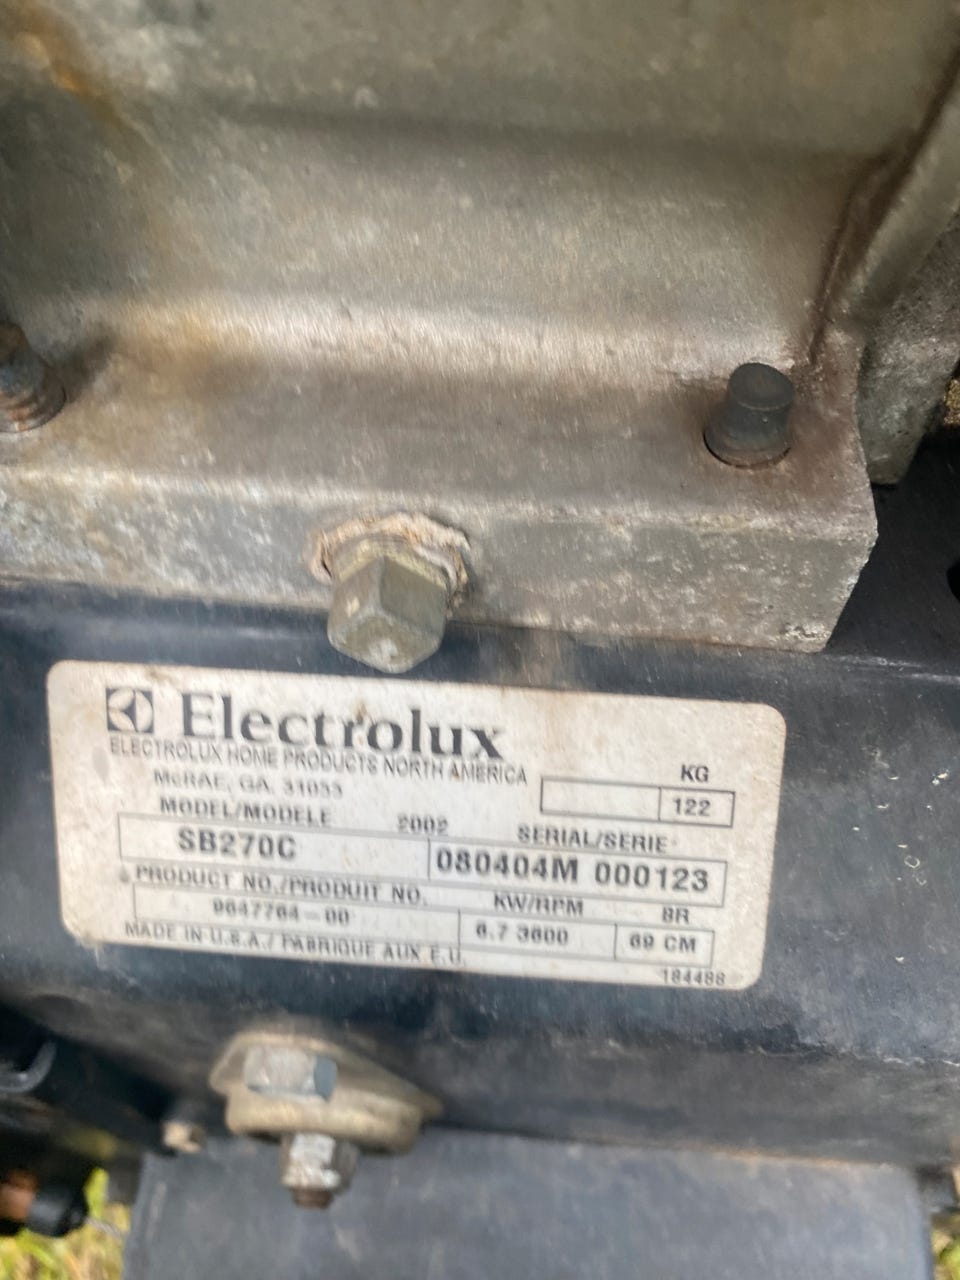 Electrolux
ELECTROLUX HOME PRODUCTS NORTH AMERICA
McRAE, GA. 31055
KG
122
MODEL/MODELE 2002 SERIAL/SERIE
SB270C 080404M 000123
PRODUCT NO./PRODUIT NO. KW/RPM BR
9647764-00 6.7 3600 69 CM
MADE IN U.S.A./ FABRIQUE AUX E.U.
184488